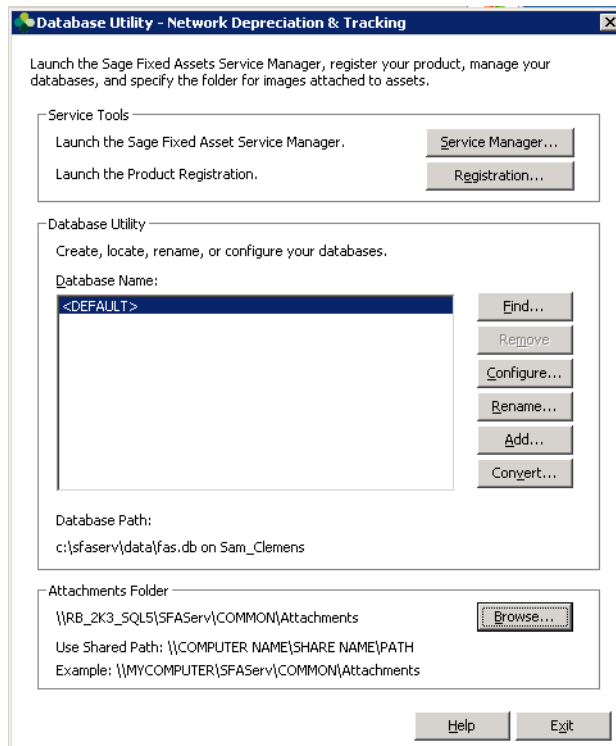 Database Utility - Network Depreciation & Tracking
Launch the Sage Fixed Assets Service Manager, register your product, manage your
databases, and specify the folder for images attached to assets.
Service Tools
Launch the Sage Fixed Asset Service Manager.
Service Manager...
Launch the Product Registration.
Registration...
Database Utility
Create, locate, rename, or configure your databases.
Database Name:
<DEFAULT>
Find...
Remove
Configure...
Rename...
Add...
Convert...
Database Path:
c:\sfaserv\data\fas.db on Sam_Clemens
Attachments Folder
\\RB_2K3_SQL5\SFAServ\COMMON\Attachments
Browse...
Use Shared Path: \\COMPUTER NAME\SHARE NAME\PATH
Example: \\MYCOMPUTER\SFAServ\COMMON\Attachments
Help
Exit